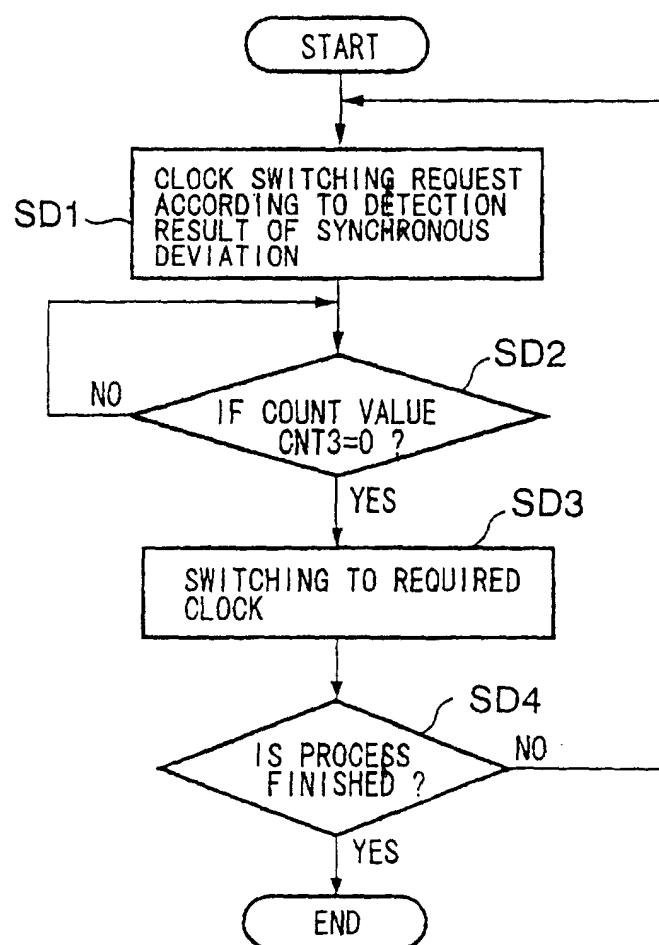 START
CLOCK SWITCHING REQUEST
ACCORDING TO DETECTION
RESULT OF SYNCHRONOUS
DEVIATION
SD1
SD2
NO
IF COUNT VALUE
CNT3=0 ?
YES
SD3
SWITCHING TO REQUIRED
CLOCK
SD4
IS PROCESS
FINISHED ?
NO
YES
END